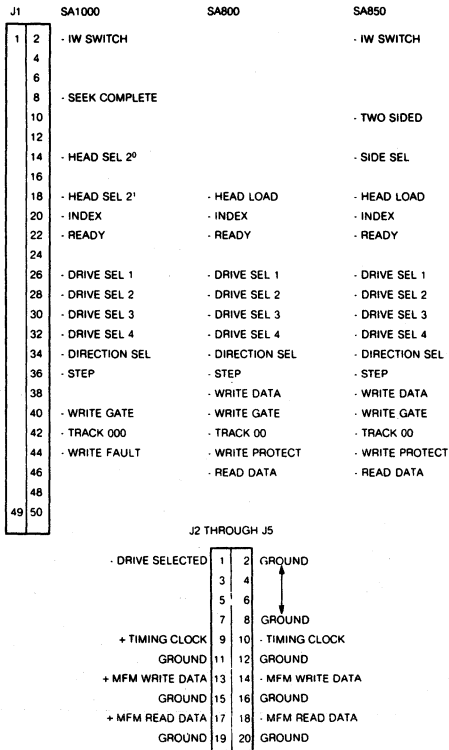 J1 SA1000 SA800 SA850
1 2 - IW SWITCH - IW SWITCH
4
6
8 - SEEK COMPLETE
10 - TWO SIDED
12
14 - HEAD SEL 2⁰ - SIDE SEL
16
18 - HEAD SEL 2¹ - HEAD LOAD - HEAD LOAD
20 - INDEX - INDEX - INDEX
22 - READY - READY - READY
24
26 - DRIVE SEL 1 - DRIVE SEL 1 - DRIVE SEL 1
28 - DRIVE SEL 2 - DRIVE SEL 2 - DRIVE SEL 2
30 - DRIVE SEL 3 - DRIVE SEL 3 - DRIVE SEL 3
32 - DRIVE SEL 4 - DRIVE SEL 4 - DRIVE SEL 4
34 - DIRECTION SEL - DIRECTION SEL - DIRECTION SEL
36 - STEP - STEP - STEP
38 - WRITE DATA - WRITE DATA
40 - WRITE GATE - WRITE GATE - WRITE GATE
42 - TRACK 000 - TRACK 00 - TRACK 00
44 - WRITE FAULT - WRITE PROTECT - WRITE PROTECT
46 - READ DATA - READ DATA
48
49 50
J2 THROUGH J5
- DRIVE SELECTED 1 2 GROUND
3 4
5 6
7 8 GROUND
+ TIMING CLOCK 9 10 - TIMING CLOCK
GROUND 11 12 GROUND
+ MFM WRITE DATA 13 14 - MFM WRITE DATA
GROUND 15 16 GROUND
+ MFM READ DATA 17 18 - MFM READ DATA
GROUND 19 20 GROUND